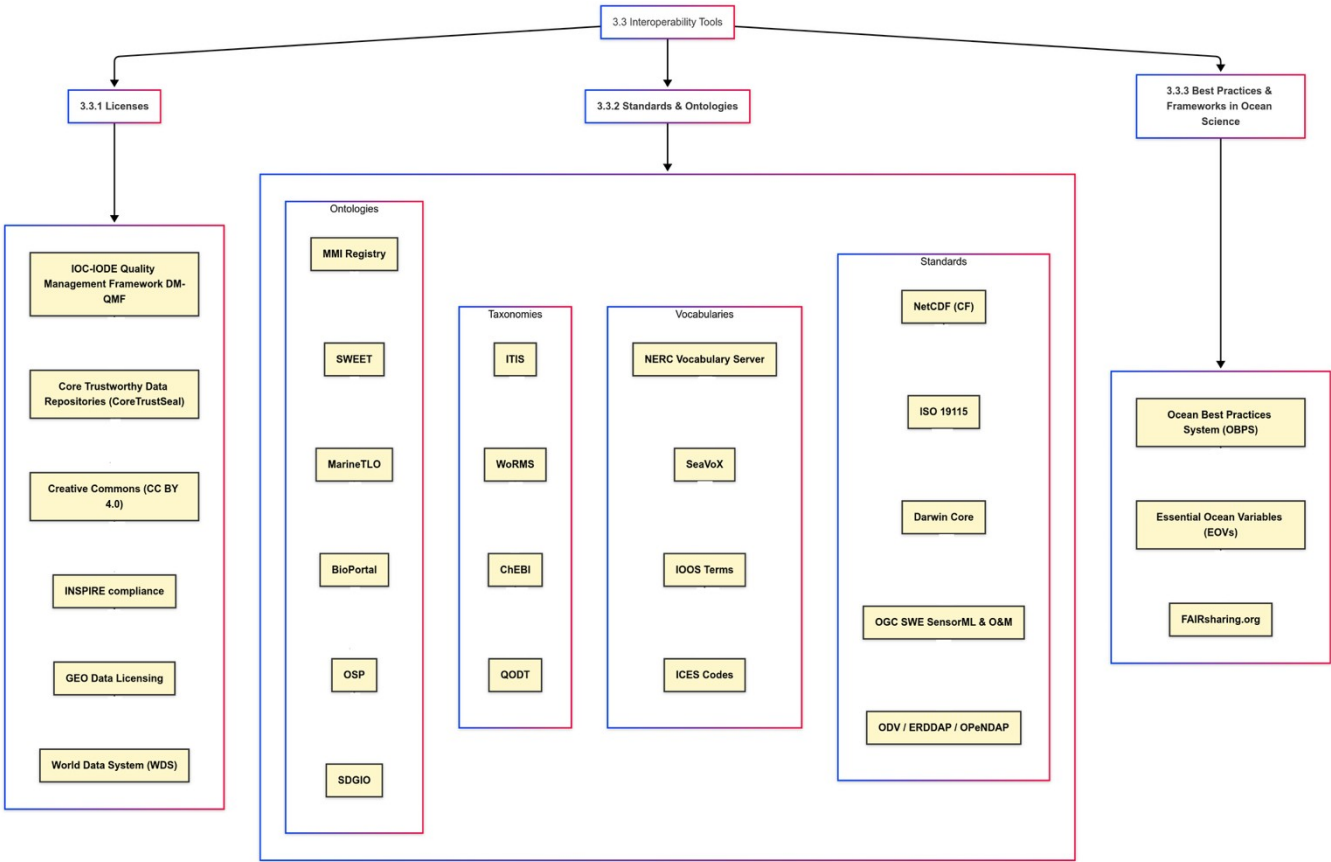 3.3 Interoperability Tools
3.3.1 Licenses
3.3.2 Standards & Ontologies
3.3.3 Best Practices &
Frameworks in Ocean
Science
IOC-IODE Quality
Management Framework DM-
QMF
Core Trustworthy Data
Repositories (CoreTrustSeal)
Creative Commons (CC BY
4.0)
INSPIRE compliance
GEO Data Licensing
World Data System (WDS)
Ontologies
MMI Registry
SWEET
MarineTLO
BioPortal
OSP
SDGIO
Taxonomies
ITIS
WoRMS
ChEBI
QODT
Vocabularies
NERC Vocabulary Server
SeaVoX
IOOS Terms
ICES Codes
Standards
NetCDF (CF)
ISO 19115
Darwin Core
OGC SWE SensorML & O&M
ODV / ERDDAP / OPeNDAP
Ocean Best Practices
System (OBPS)
Essential Ocean Variables
(EOVs)
FAIRsharing.org